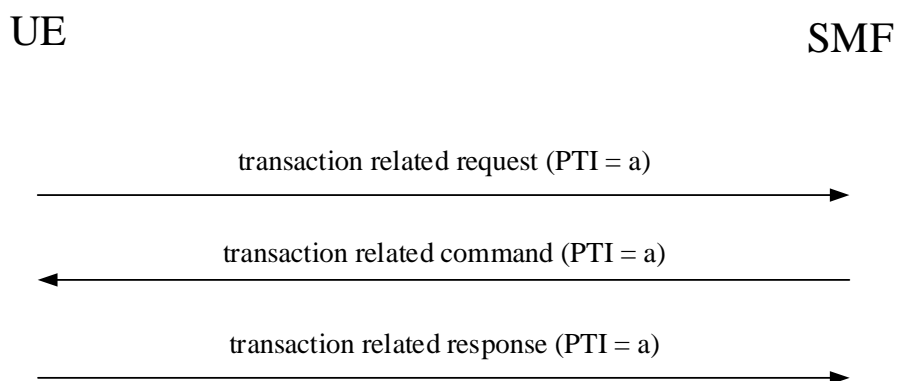 UE
SMF
transaction related request (PTI = a)
transaction related command (PTI = a)
transaction related response (PTI = a)